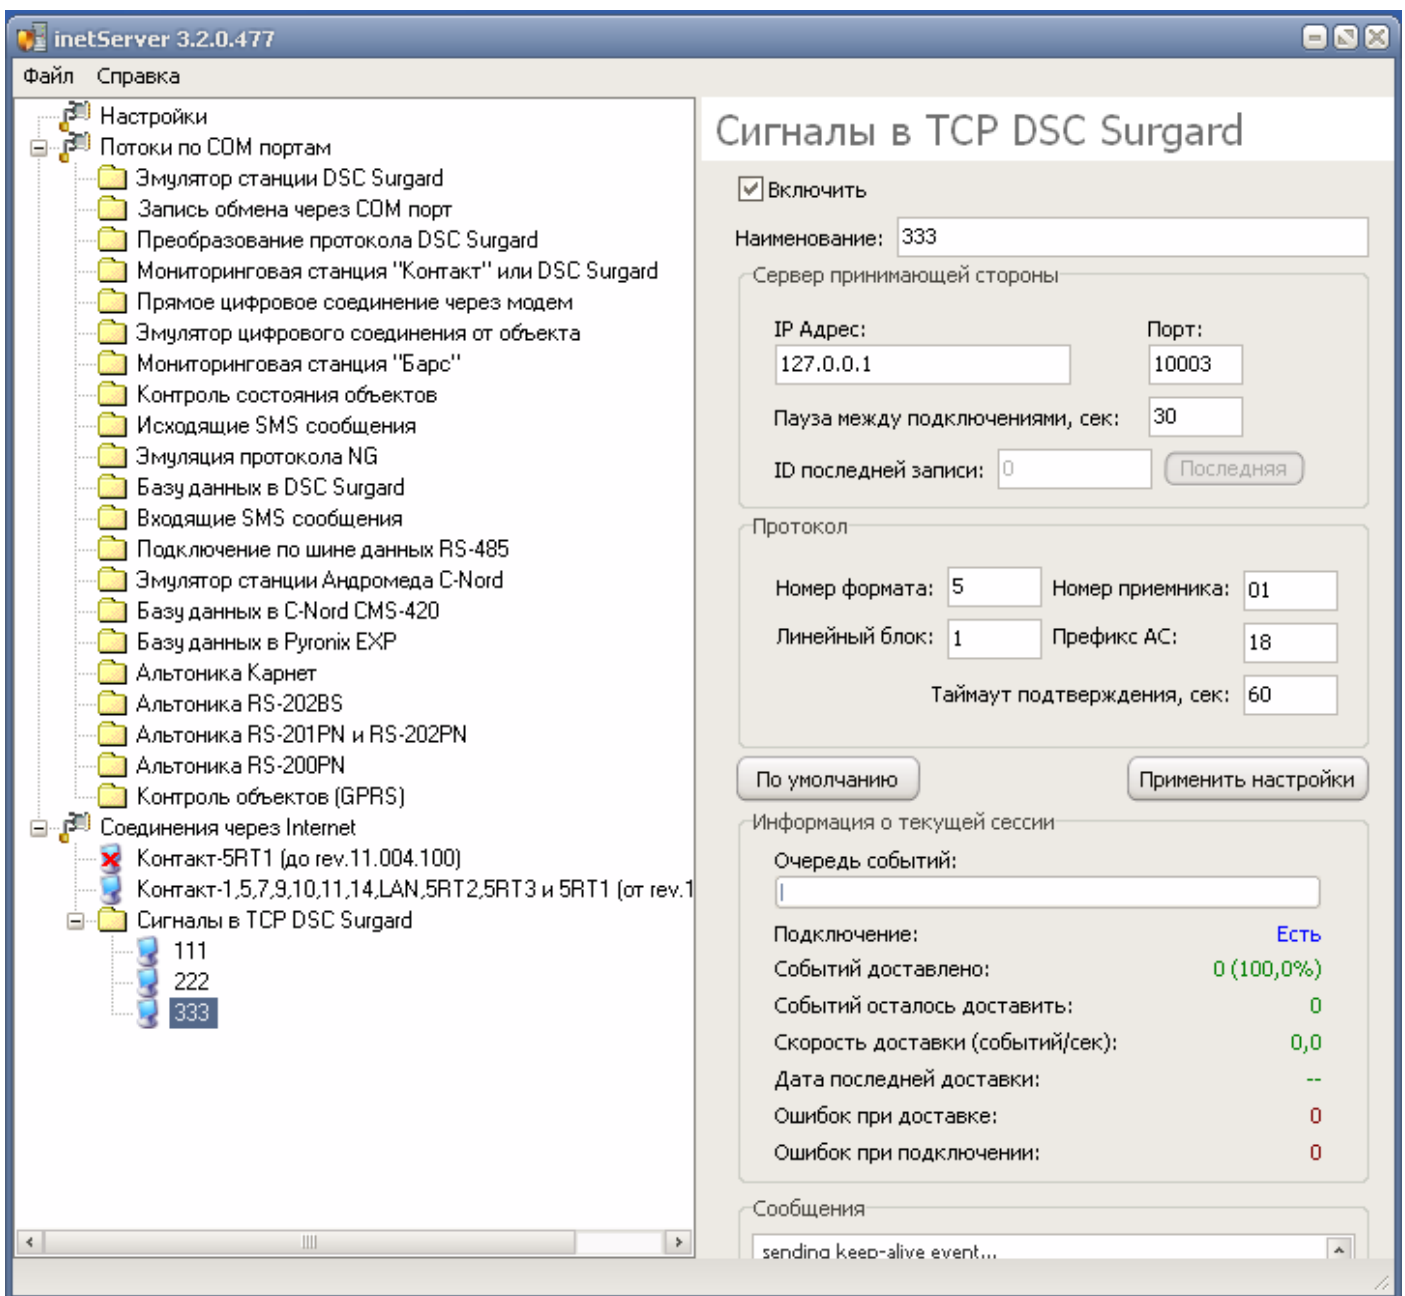 inetServer 3.2.0.477
Файл Справка
Настройки
Потоки по COM портам
Эмулятор станции DSC Surgard
Запись обмена через COM порт
Преобразование протокола DSC Surgard
Мониторинговая станция "Контакт" или DSC Surgard
Прямое цифровое соединение через модем
Эмулятор цифрового соединения от объекта
Мониторинговая станция "Барс"
Контроль состояния объектов
Исходящие SMS сообщения
Эмуляция протокола NG
Базу данных в DSC Surgard
Входящие SMS сообщения
Подключение по шине данных RS-485
Эмулятор станции Андромеда C-Nord
Базу данных в C-Nord CMS-420
Базу данных в Pyronix EXP
Альтоника Карнет
Альтоника RS-202BS
Альтоника RS-201PN и RS-202PN
Альтоника RS-200PN
Контроль объектов (GPRS)
Соединения через Internet
Контакт-5RT1 (до rev.11.004.100)
Контакт-1,5,7,9,10,11,14,LAN,5RT2,5RT3 и 5RT1 (от rev.1
Сигналы в TCP DSC Surgard
111
222
333
Сигналы в TCP DSC Surgard
Включить
Наименование: 333
Сервер принимающей стороны
IP Адрес: Порт:
127.0.0.1 10003
Пауза между подключениями, сек: 30
ID последней записи: 0 Последняя
Протокол
Номер формата: 5 Номер приемника: 01
Линейный блок: 1 Префикс АС: 18
Таймаут подтверждения, сек: 60
По умолчанию Применить настройки
Информация о текущей сессии
Очередь событий:
Подключение: Есть
Событий доставлено: 0 (100,0%)
Событий осталось доставить: 0
Скорость доставки (событий/сек): 0,0
Дата последней доставки: --
Ошибок при доставке: 0
Ошибок при подключении: 0
Сообщения
sending keep-alive event...